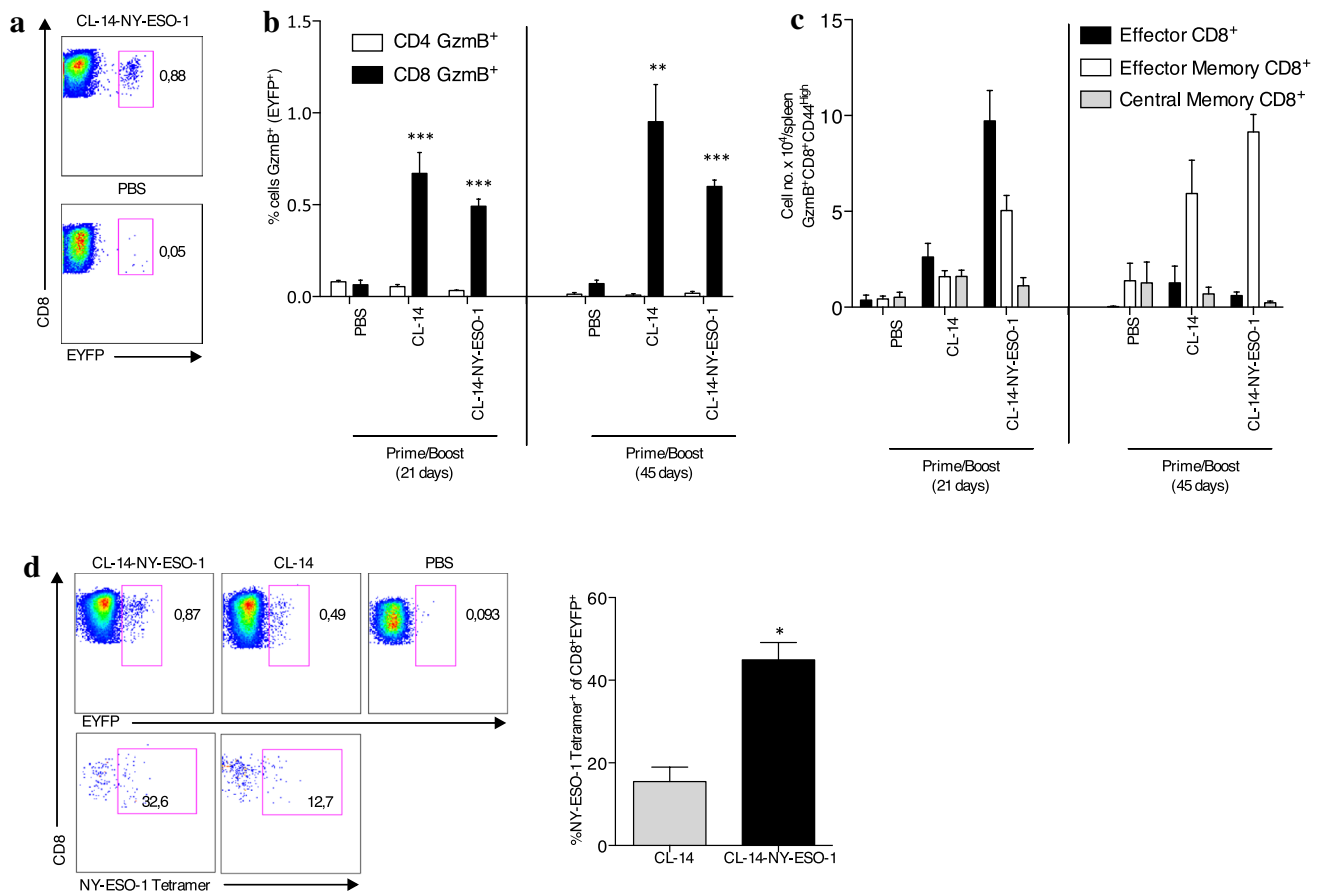 a
CL-14-NY-ESO-1
0,88
PBS
0,05
CD8
EYFP
b
% cells GzmB+ (EYFP+)
1.5
1.0
0.5
0.0
CD4 GzmB+
CD8 GzmB+
***
***
**
***
PBS
CL-14
CL-14-NY-ESO-1
PBS
CL-14
CL-14-NY-ESO-1
Prime/Boost
(21 days)
Prime/Boost
(45 days)
c
Cell no. x 10⁴/spleen
GzmB+CD8+CD44High
15
10
5
0
Effector CD8+
Effector Memory CD8+
Central Memory CD8+
PBS
CL-14
CL-14-NY-ESO-1
PBS
CL-14
CL-14-NY-ESO-1
Prime/Boost
(21 days)
Prime/Boost
(45 days)
d
CL-14-NY-ESO-1
CL-14
PBS
0,87
0,49
0,093
EYFP
32,6
12,7
CD8
NY-ESO-1 Tetramer
%NY-ESO-1 Tetramer+ of CD8+EYFP+
60
40
20
0
*
CL-14
CL-14-NY-ESO-1